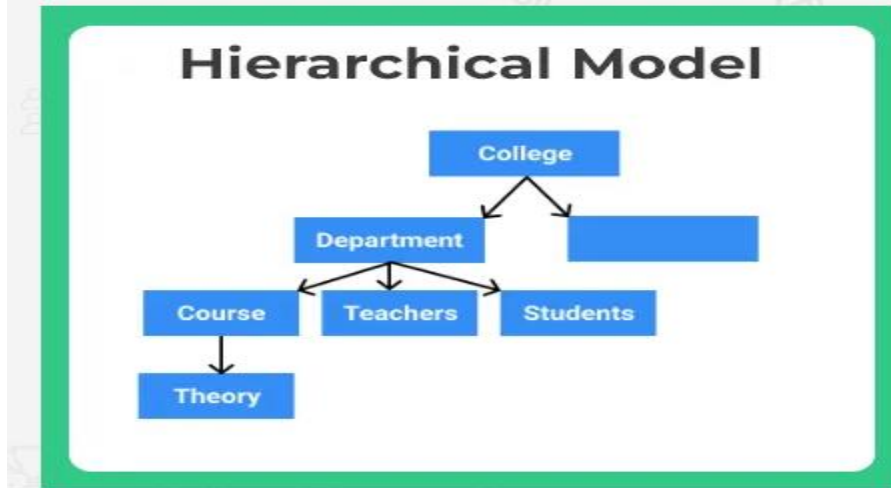 Hierarchical Model
College
Department
Course
Teachers
Students
Theory